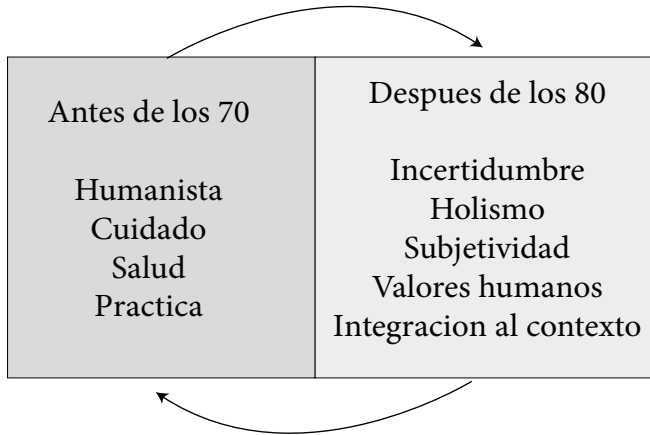 Antes de los 70
Humanista
Cuidado
Salud
Practica
Despues de los 80
Incertidumbre
Holismo
Subjetividad
Valores humanos
Integracion al contexto